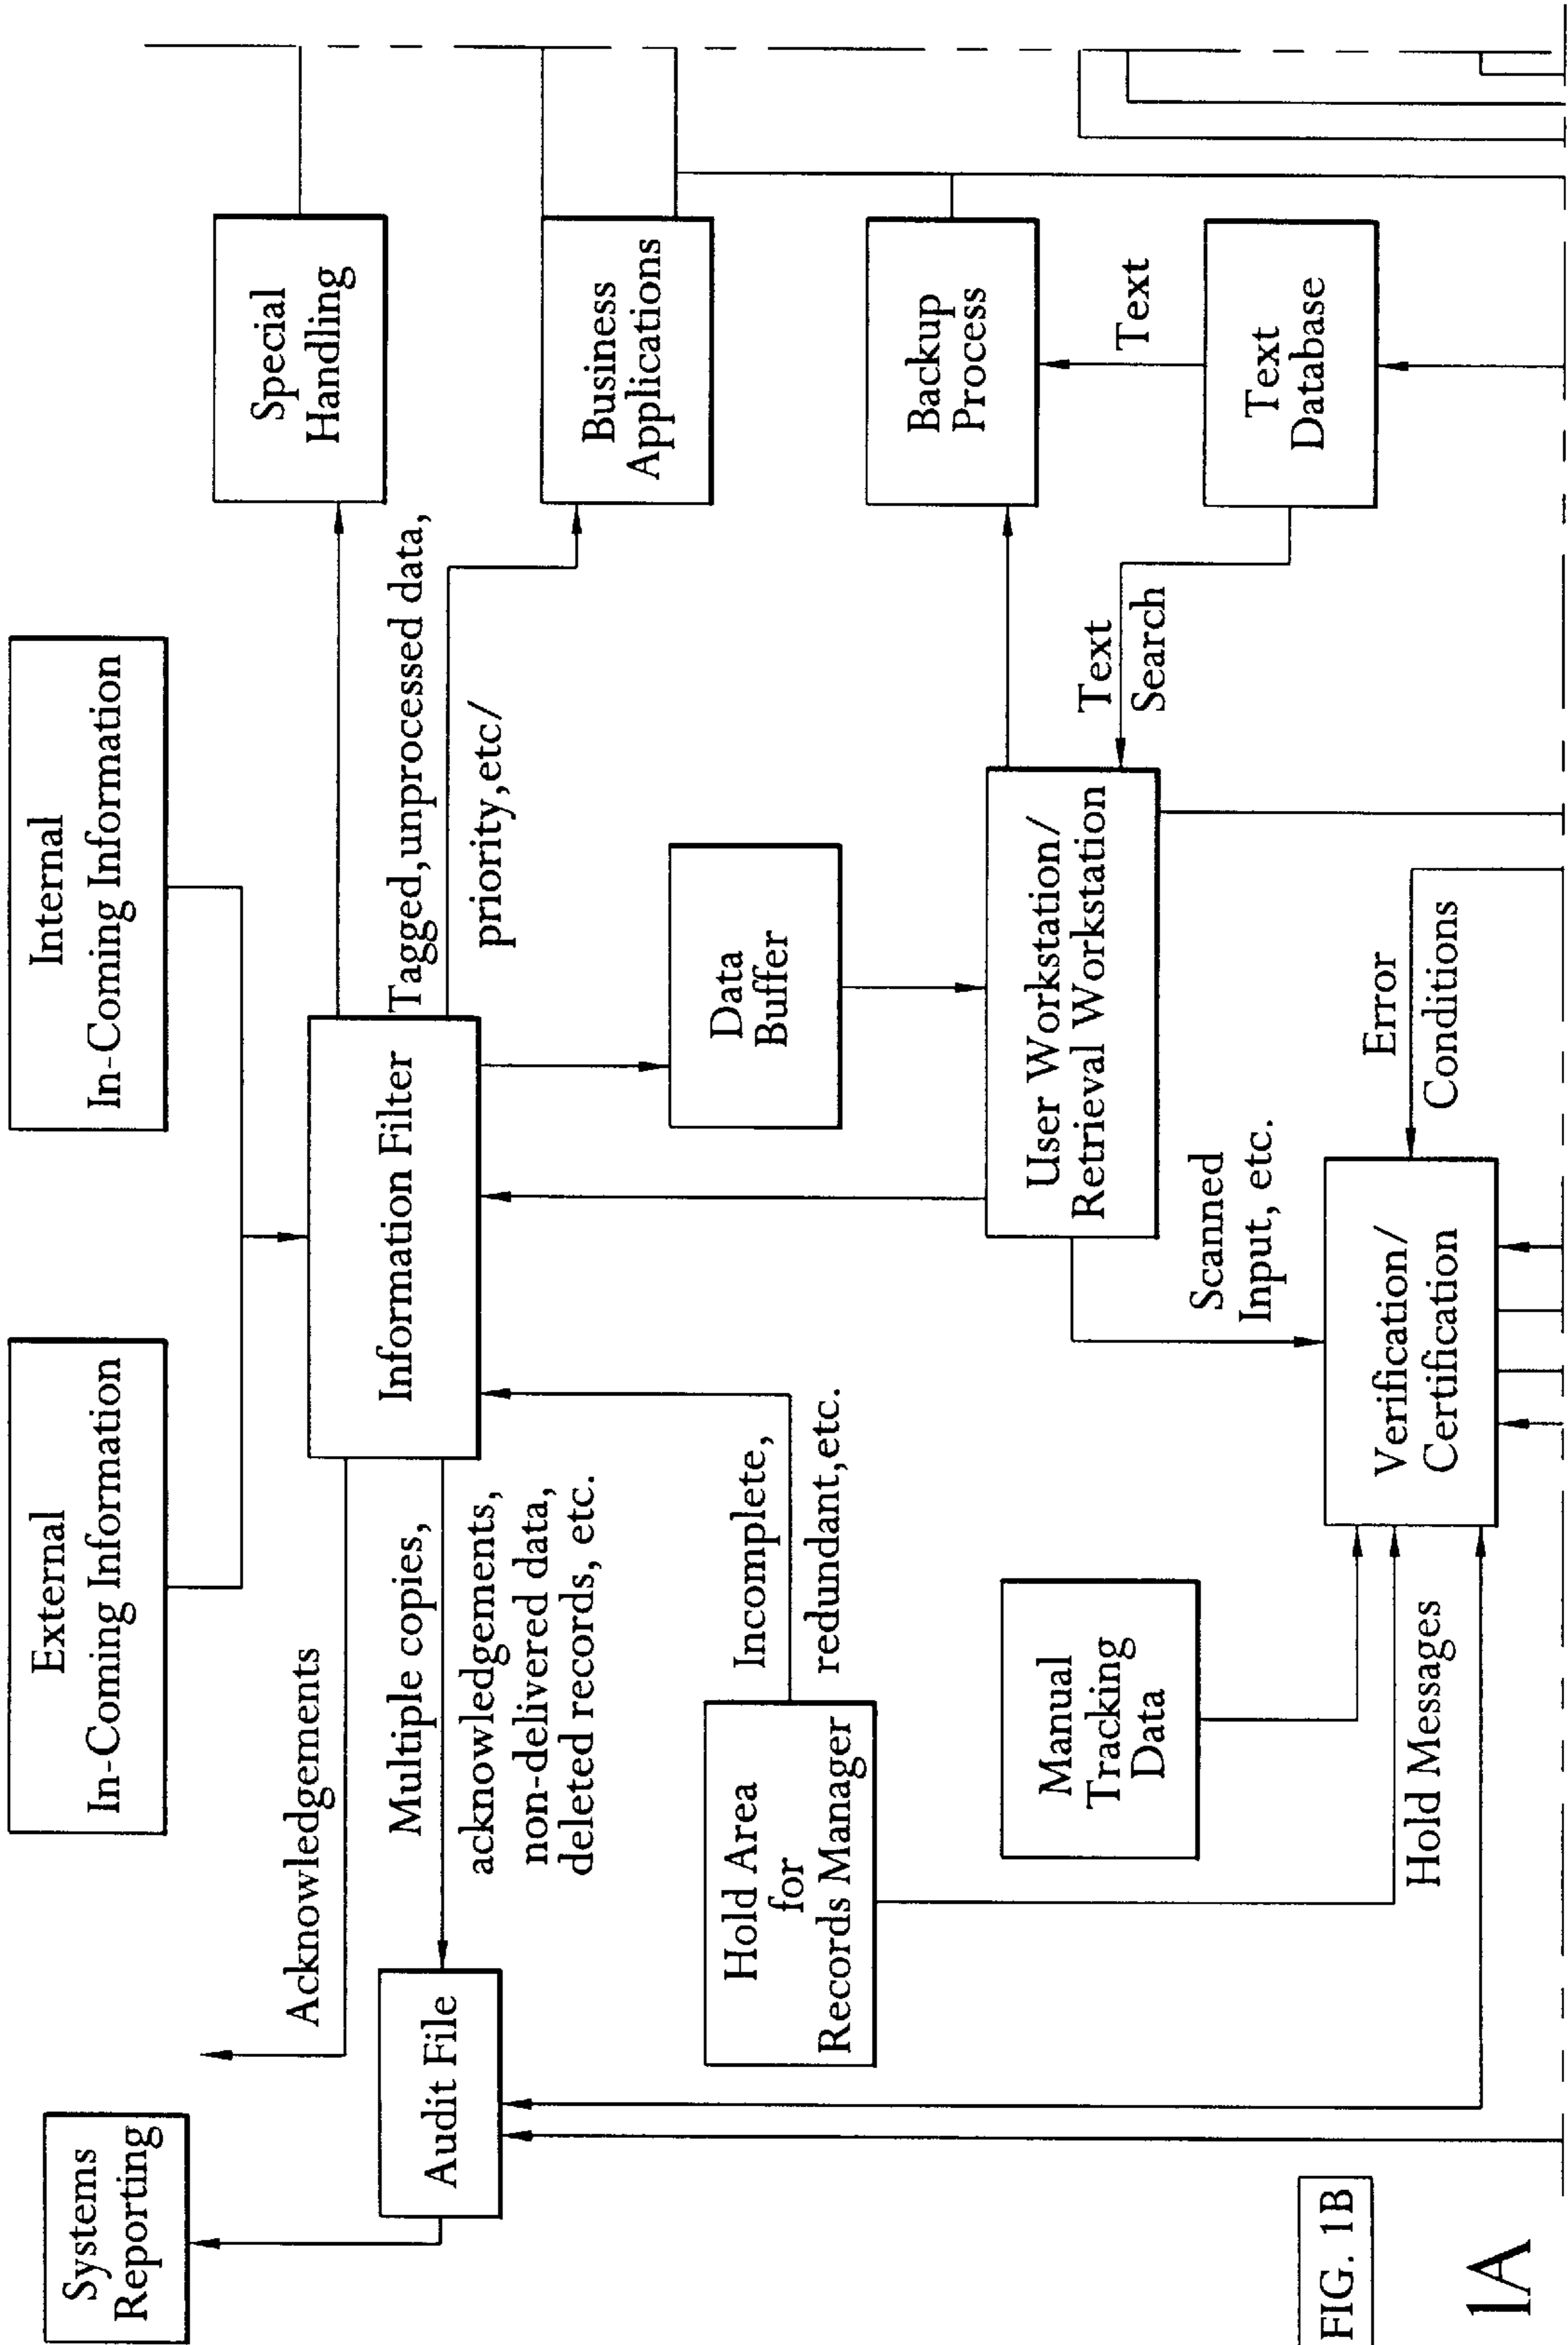 Systems
Reporting
External
In-Coming Information
Internal
In-Coming Information
Acknowledgements
Special
Handling
Audit File
Multiple copies,
acknowledgements,
non-delivered data,
deleted records, etc.
Information Filter
Tagged,unprocessed data,
priority,etc/
Business
Applications
Hold Area
for
Records Manager
Incomplete,
redundant,etc.
Data
Buffer
Backup
Process
Manual
Tracking
Data
User Workstation/
Retrieval Workstation
Text
Search
Text
Text
Database
Scanned
Input, etc.
Hold Messages
Verification/
Certification
Error
Conditions
FIG. 1B
1A